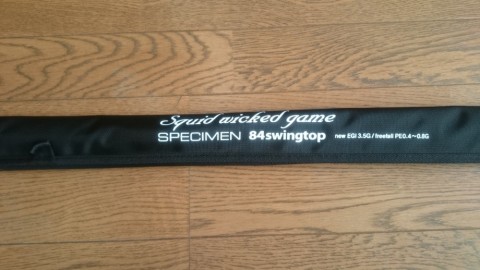 Squid wicked game
SPECIMEN 84swingtop new EGI 3.5G / freefall PE0.4～0.8G